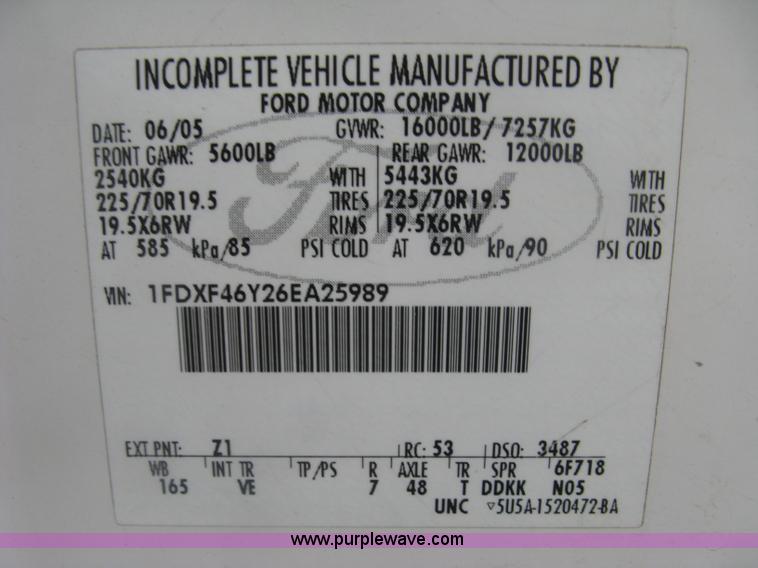 INCOMPLETE VEHICLE MANUFACTURED BY
FORD MOTOR COMPANY
DATE: 06/05 GVWR: 16000LB/ 7257KG
FRONT GAWR: 5600LB REAR GAWR: 12000LB
2540KG WITH 5443KG WITH
225/70R19.5 TIRES 225/70R19.5 TIRES
19.5X6RW RIMS 19.5X6RW RIMS
AT 585 kPa/85 PSI COLD AT 620 kPa/90 PSI COLD
Ford
VIN: 1FDXF46Y26EA25989
EXT PNT: Z1 RC: 53 DSO: 3487
WB INT TR TP/PS R AXLE TR SPR 6F718
165 VE 7 48 T DDKK N05
UNC ▽5U5A-1520472-BA
www.purplewave.com